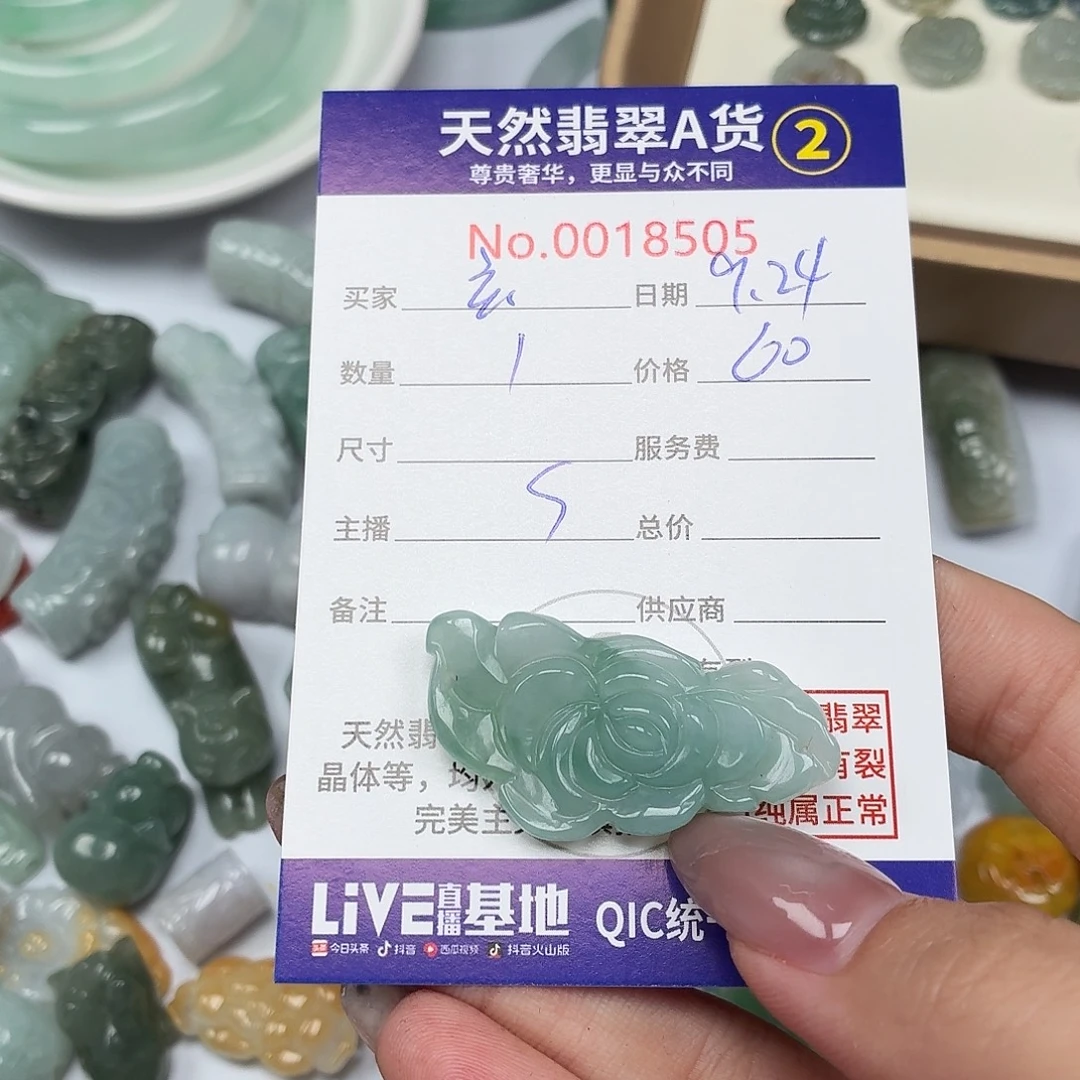 天然翡翠A货 2
尊贵奢华，更显与众不同
No.0018505
买家 日期 9.24
数量 1 价格 60
尺寸 服务费
主播 总价
备注 供应商
天然翡 翡翠
晶体等，均 有裂
完美主 纯属正常
LiVE直播基地 QIC统
头条 今日头条 抖音 西瓜视频 抖音火山版